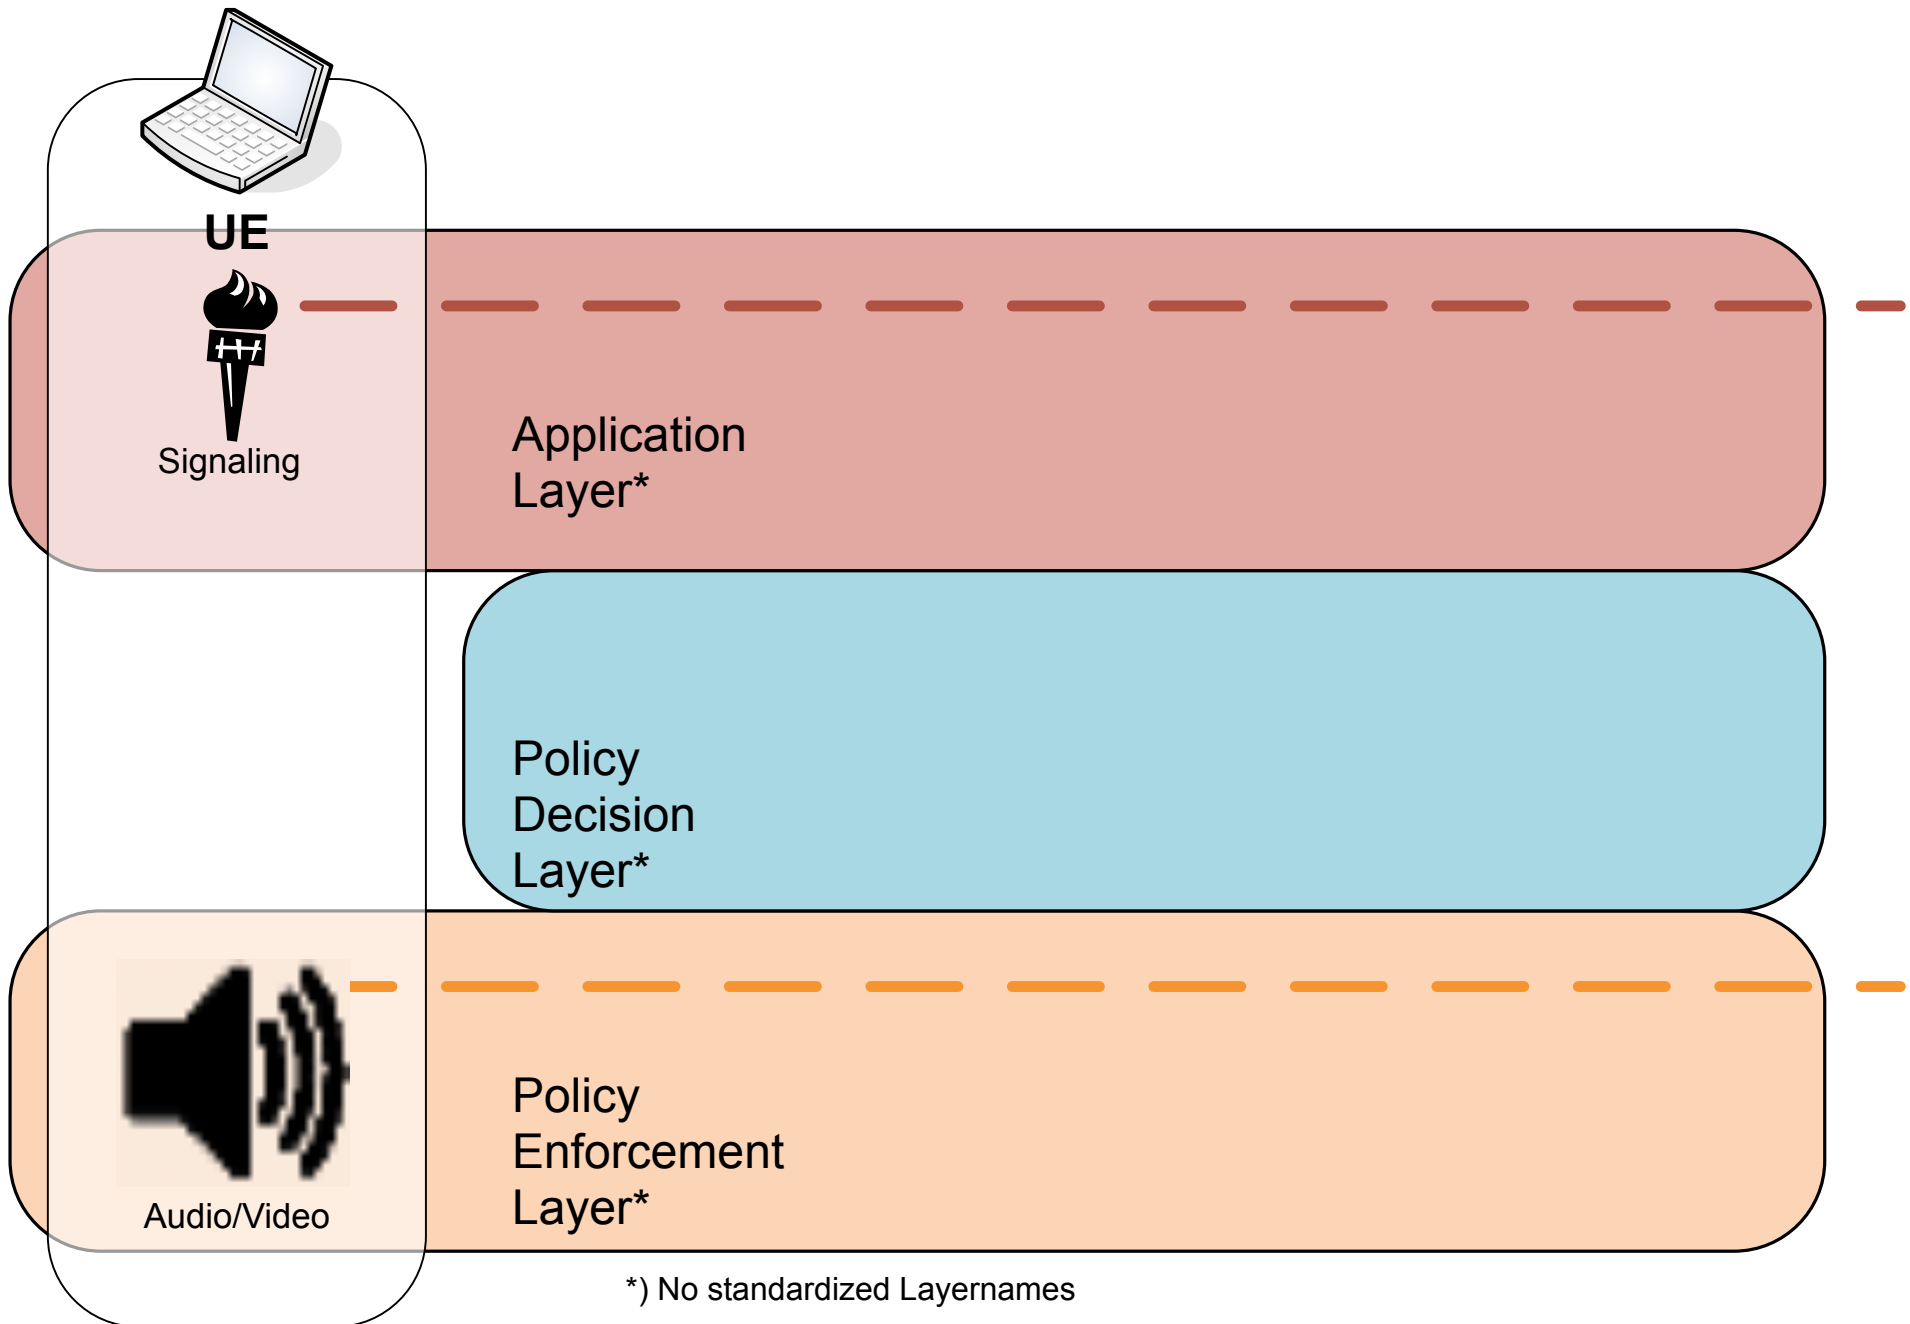 UE
Signaling
Application
Layer*
Policy
Decision
Layer*
Policy
Enforcement
Layer*
Audio/Video
*) No standardized Layernames